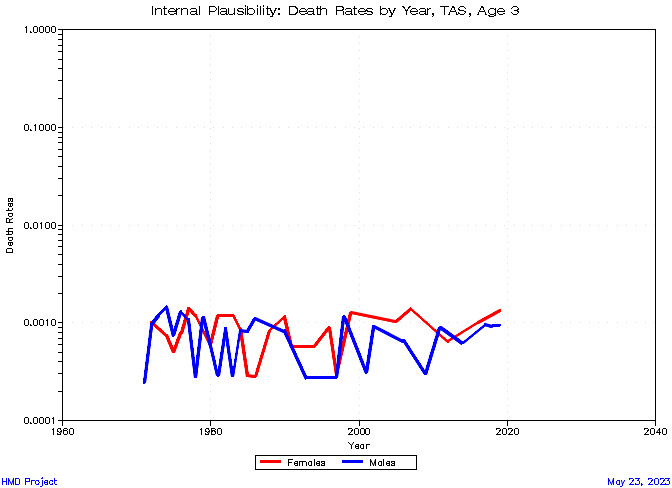 Internal Plausibility: Death Rates by Year, TAS, Age 3
1.0000
0.1000
0.0100
0.0010
0.0001
Death Rates
1960 1980 2000 2020 2040
Year
Females Males
HMD Project May 23, 2023